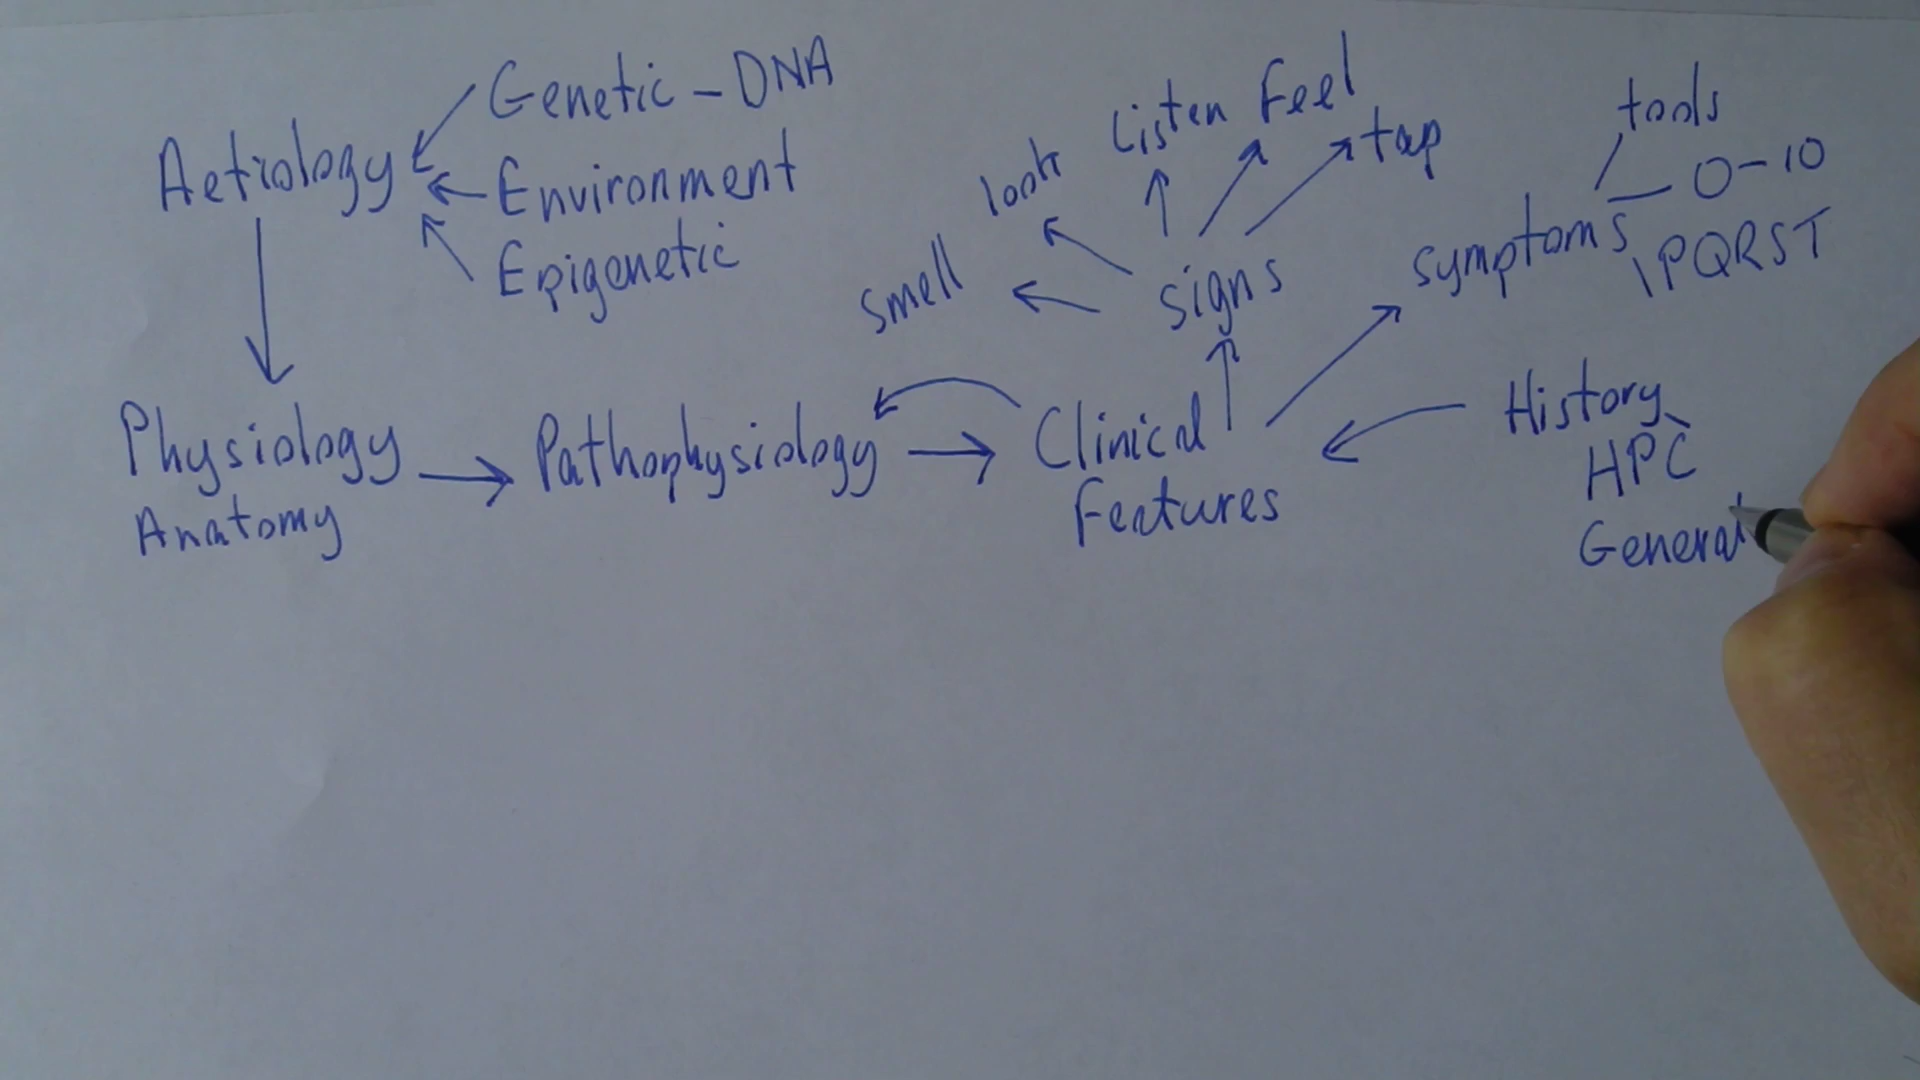 Aetiology
Genetic - DNA
Environment
Epigenetic
Physiology
Anatomy
Pathophysiology
Clinical
Features
signs
smell
look
Listen
Feel
tap
symptoms
tools
0-10
PQRST
History
HPC
General